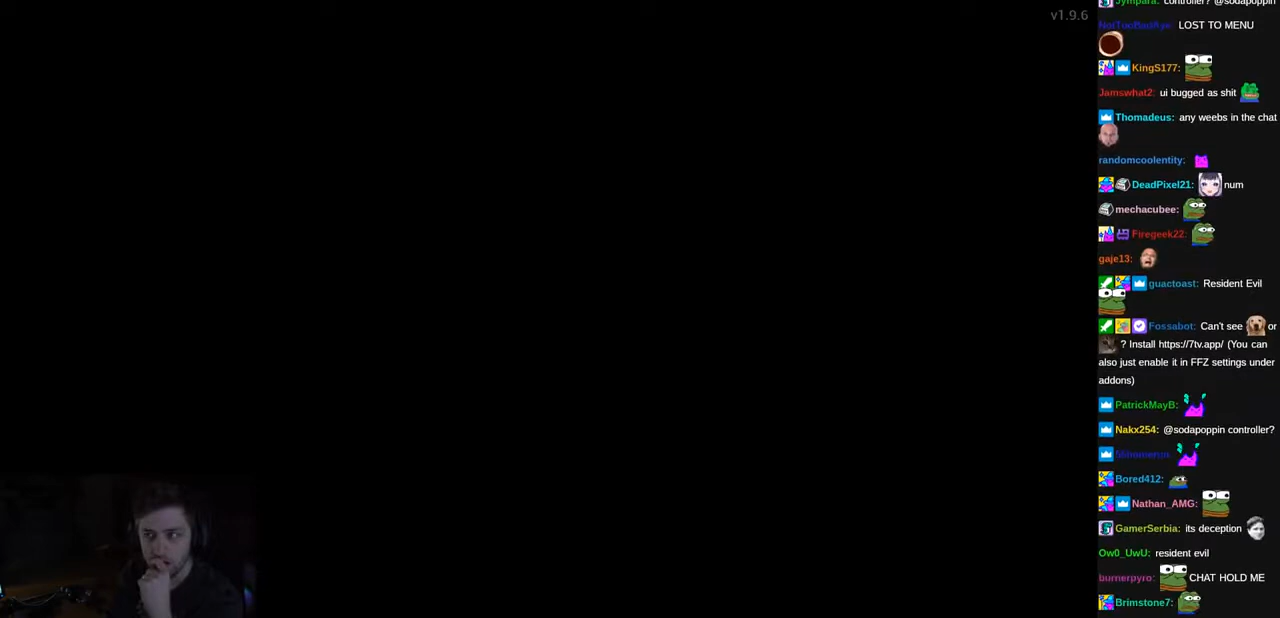 v1.9.6
Jympara: controller? @sodapoppin
NotTooBadAye: LOST TO MENU
KingS177:
Jamswhat2: ui bugged as shit
Thomadeus: any weebs in the chat
randomcoolentity:
DeadPixel21: num
mechacubee:
Firegeek22:
gaje13:
guactoast: Resident Evil
Fossabot: Can't see or
? Install https://7tv.app/ (You can
also just enable it in FFZ settings under
addons)
PatrickMayB:
Nakx254: @sodapoppin controller?
Bored412:
Nathan_AMG:
GamerSerbia: its deception
Ow0_UwU: resident evil
burnerpyro: CHAT HOLD ME
Brimstone7: